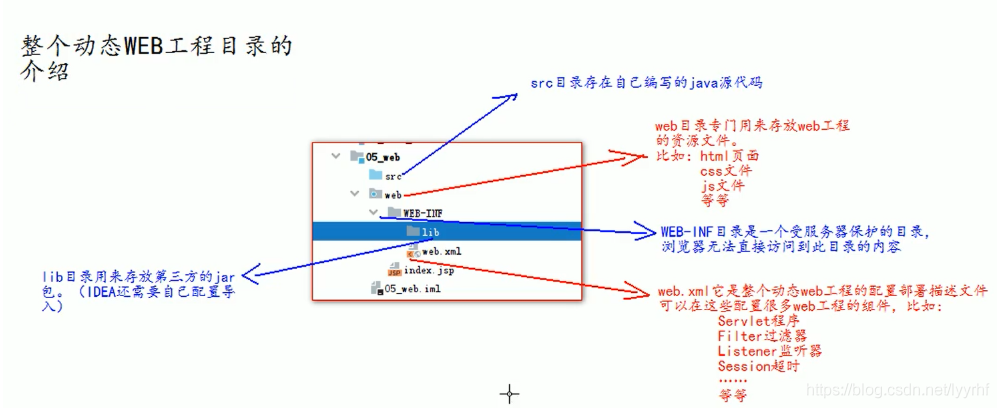 整个动态WEB工程目录的
介绍
src目录存在自己编写的java源代码
web目录专门用来存放web工程
的资源文件。
比如: html页面
css文件
js文件
等等
05_web
src
web
WEB-INF
lib
web.xml
index.jsp
05_web.iml
WEB-INF目录是一个受服务器保护的目录,
浏览器无法直接访问到此目录的内容
lib目录用来存放第三方的jar
包。（IDEA还需要自己配置导
入）
web.xml它是整个动态web工程的配置部署描述文件
可以在这些配置很多web工程的组件, 比如:
Servlet程序
Filter过滤器
Listener监听器
Session超时
……
等等
https://blog.csdn.net/lyyrhf